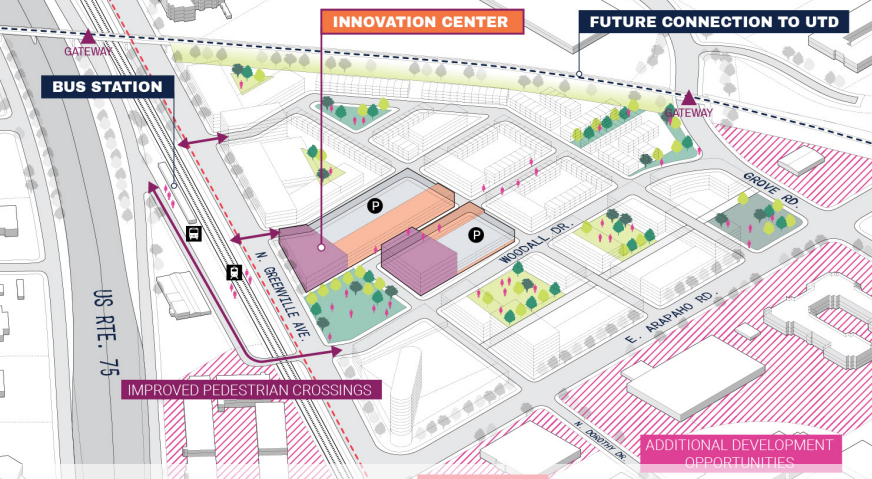 INNOVATION CENTER
FUTURE CONNECTION TO UTD
GATEWAY
BUS STATION
GATEWAY
GROVE RD.
P
P
WOODALL DR.
N. GREENVILLE AVE.
E. ARAPAHO RD.
US RTE. 75
IMPROVED PEDESTRIAN CROSSINGS
N. DOROTHY DR.
ADDITIONAL DEVELOPMENT
OPPORTUNITIES